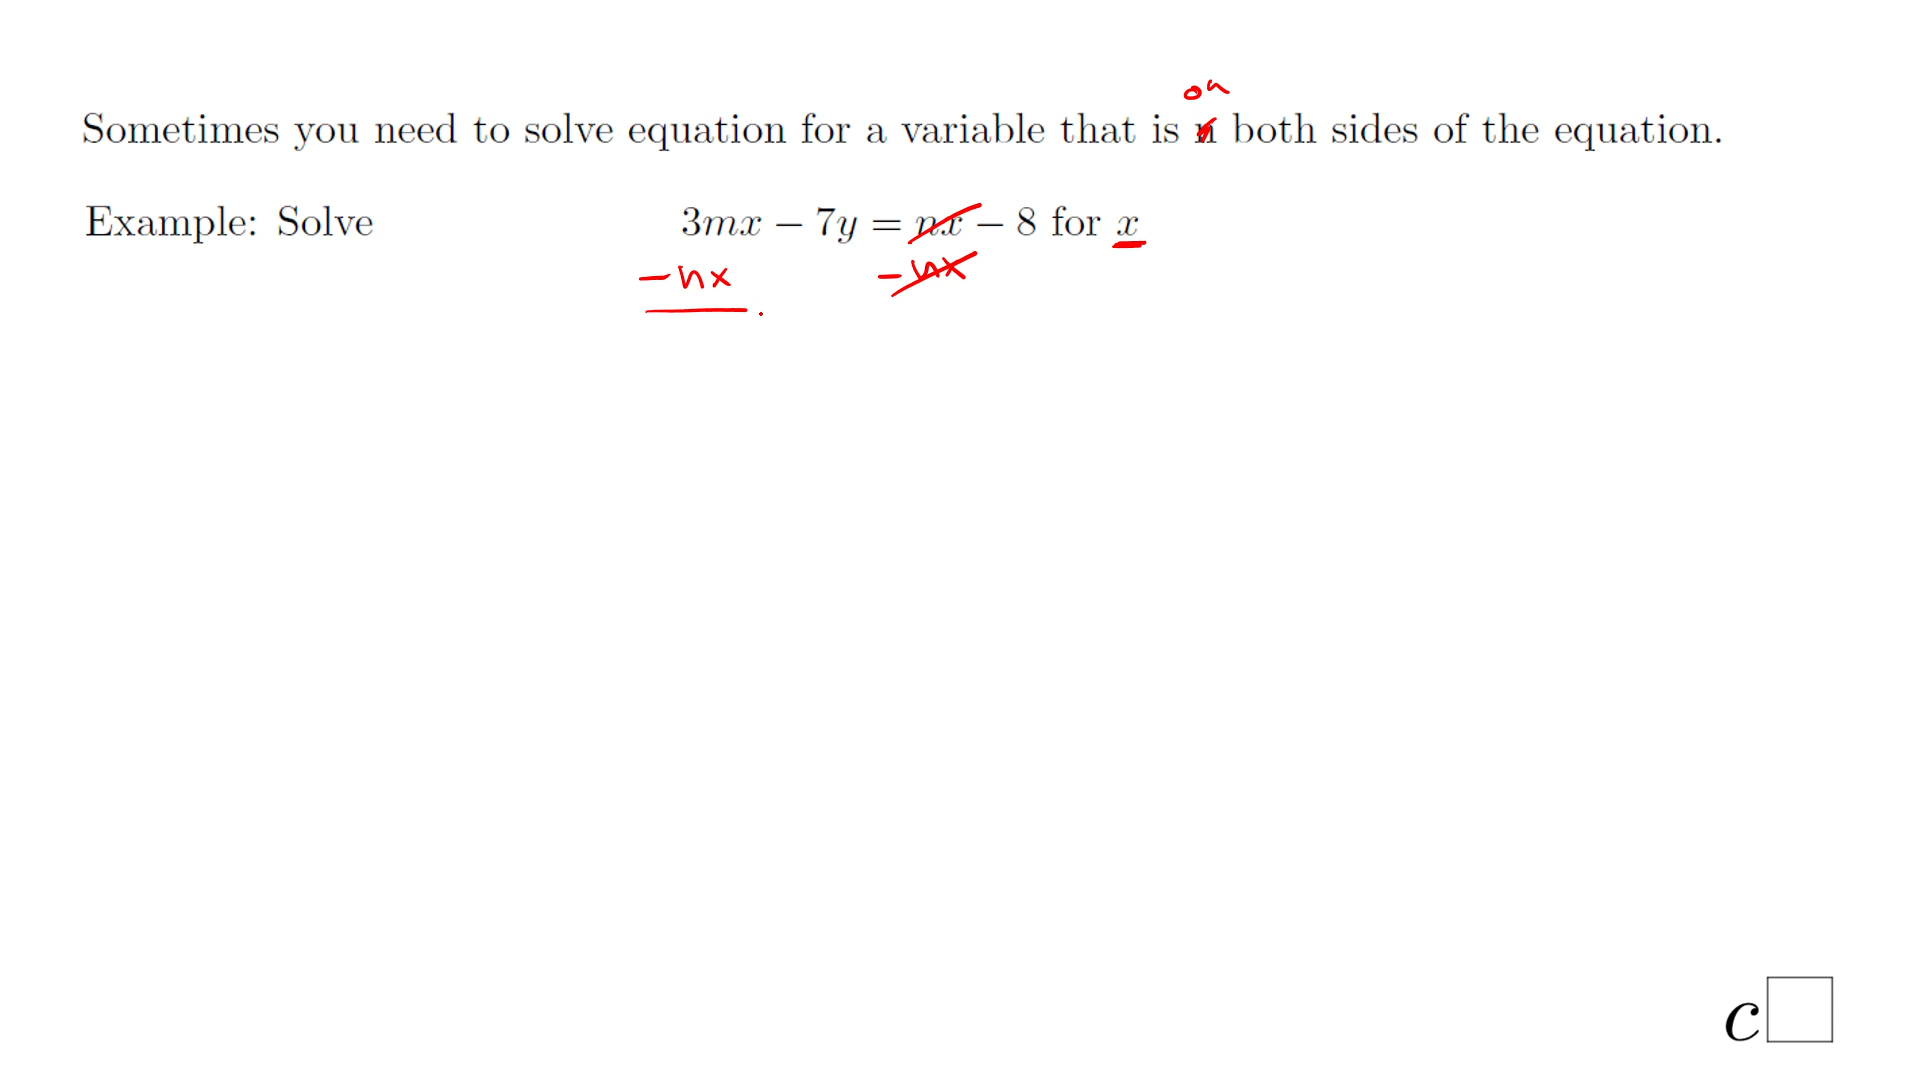 on
Sometimes you need to solve equation for a variable that is n both sides of the equation.
Example: Solve 3mx − 7y = nx − 8 for x
−nx −nx
c